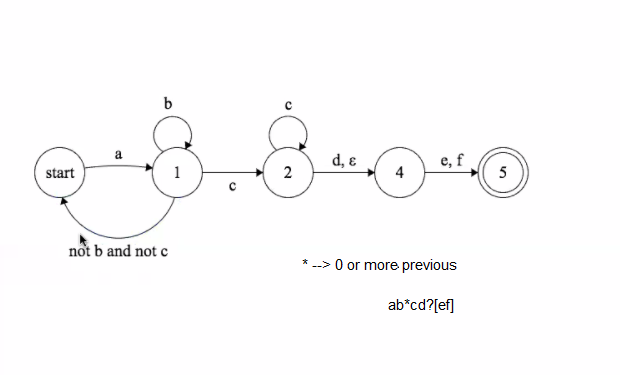 b
c
a
d, ε
e, f
start
1
2
4
5
c
not b and not c
* --> 0 or more previous
ab*cd?[ef]